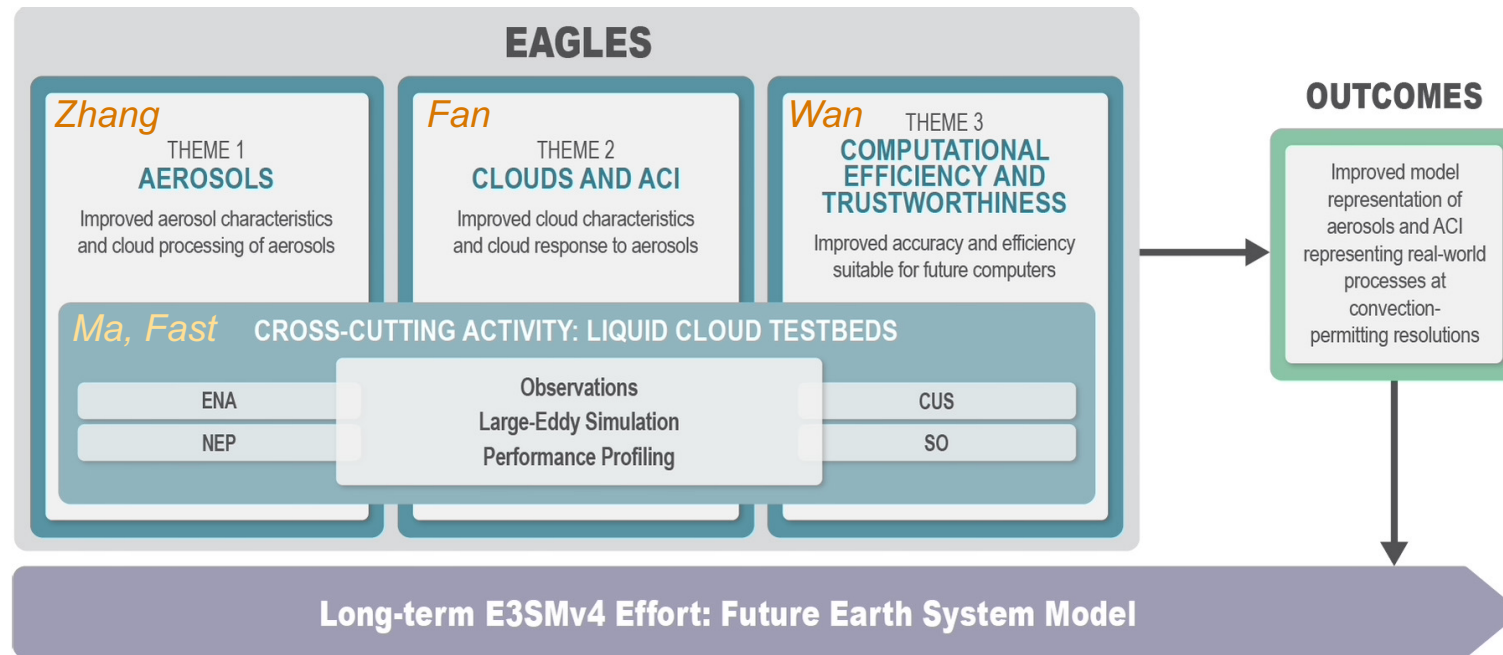 EAGLES
Zhang
THEME 1
AEROSOLS
Improved aerosol characteristics
and cloud processing of aerosols
Fan
THEME 2
CLOUDS AND ACI
Improved cloud characteristics
and cloud response to aerosols
Wan
THEME 3
COMPUTATIONAL
EFFICIENCY AND
TRUSTWORTHINESS
Improved accuracy and efficiency
suitable for future computers
Ma, Fast
CROSS-CUTTING ACTIVITY: LIQUID CLOUD TESTBEDS
ENA
NEP
Observations
Large-Eddy Simulation
Performance Profiling
CUS
SO
OUTCOMES
Improved model
representation of
aerosols and ACI
representing real-world
processes at
convection-
permitting resolutions
Long-term E3SMv4 Effort: Future Earth System Model